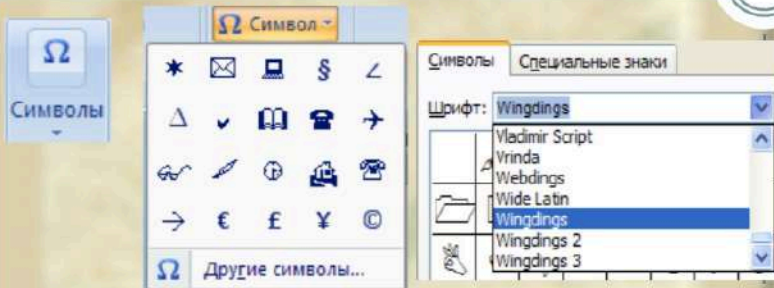 Ω Символы
Ω Символ
§
€ £ ¥ ©
Ω Другие символы...
Символы Специальные знаки
Шрифт: Wingdings
Vladimir Script
Vrinda
Webdings
Wide Latin
Wingdings
Wingdings 2
Wingdings 3